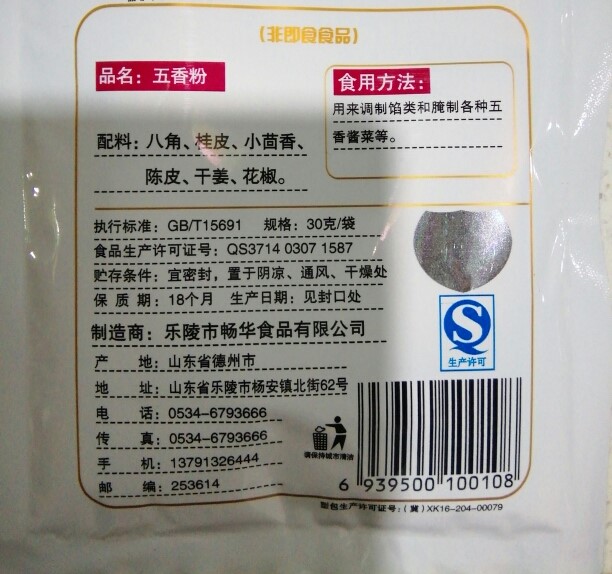 (非即食食品)
品名：五香粉
食用方法：
用来调制馅类和腌制各种五
香酱菜等。
配料：八角、桂皮、小茴香、
陈皮、干姜、花椒。
执行标准：GB/T15691 规格：30克/袋
食品生产许可证号：QS3714 0307 1587
贮存条件：宜密封，置于阴凉、通风、干燥处
保 质 期：18个月 生产日期：见封口处
制造商：乐陵市畅华食品有限公司
产 地：山东省德州市
地 址：山东省乐陵市杨安镇北街62号
电 话：0534-6793666
传 真：0534-6793666
手 机：13791326444
邮 编：253614
生产许可
请保持城市清洁
6 939500 100108
面包生产许可证号：(冀) XK16-204-00079